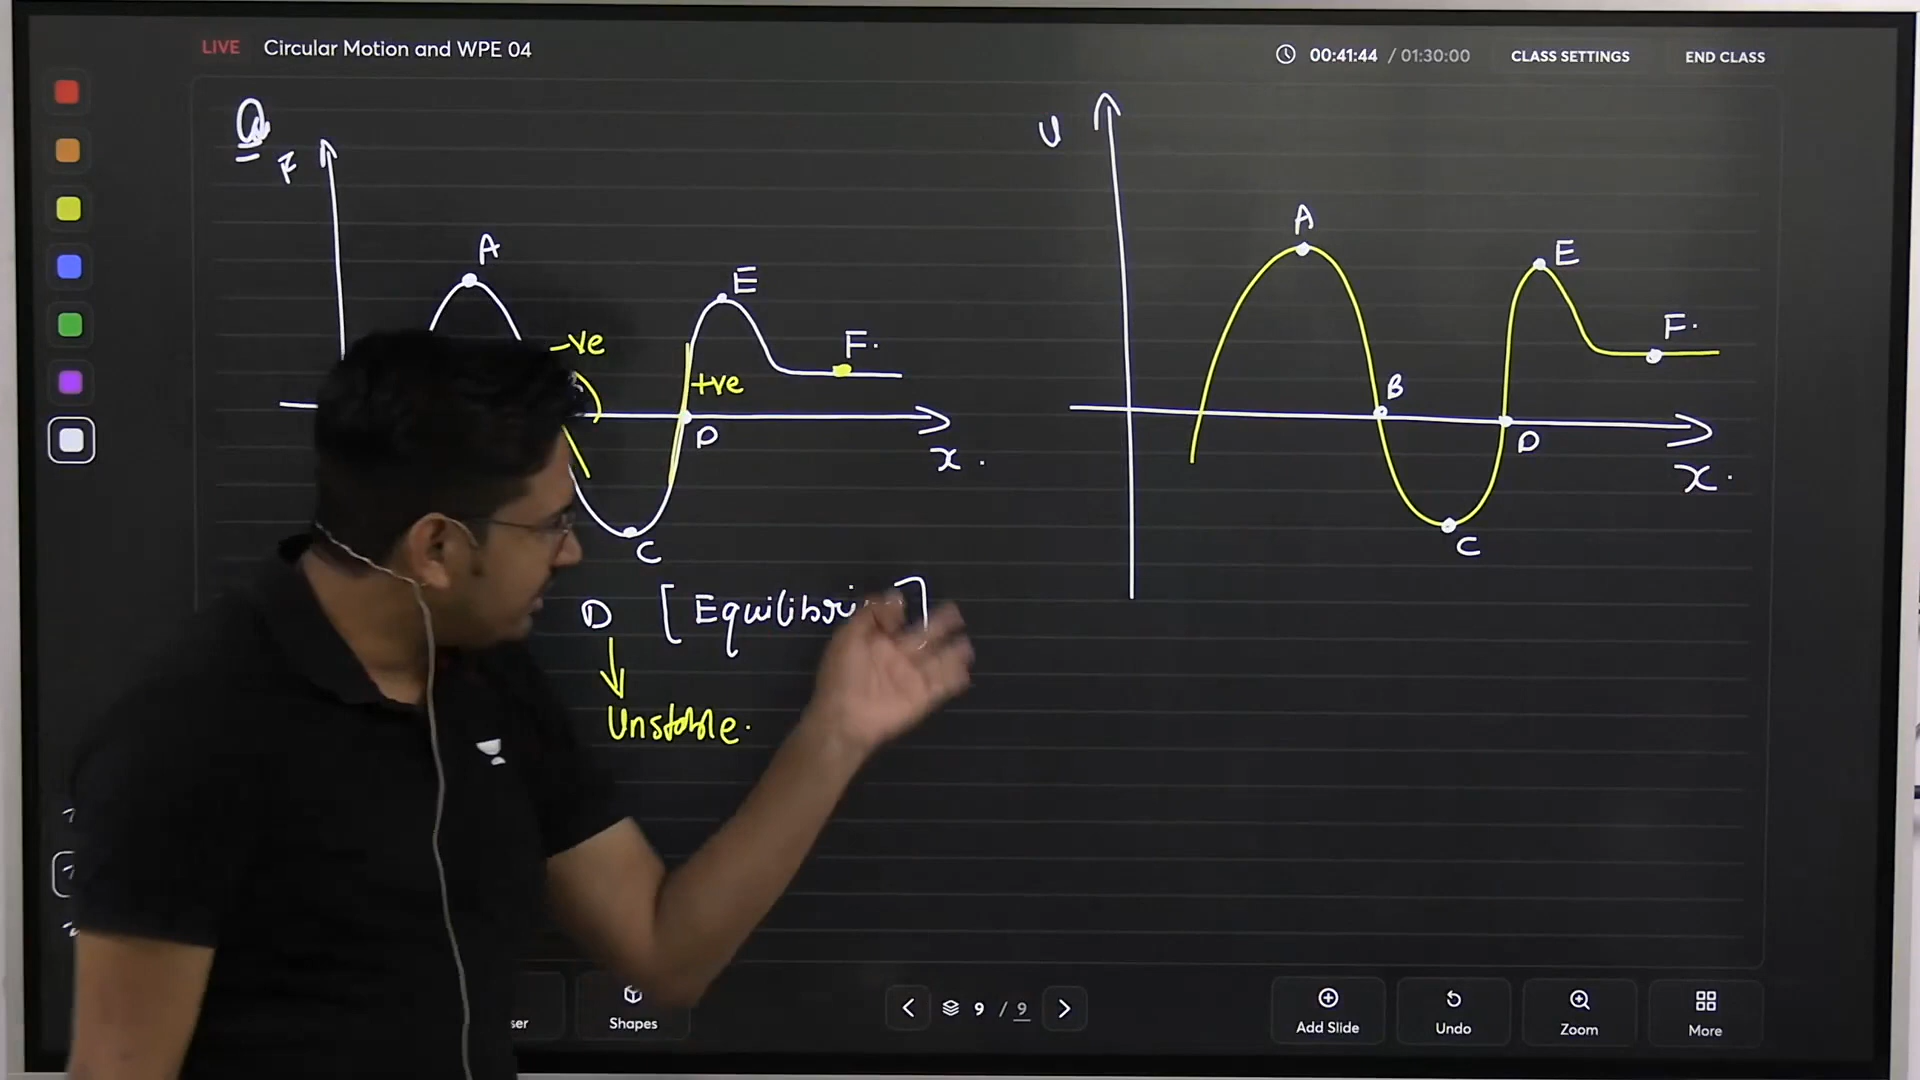 LIVE Circular Motion and WPE 04
00:41:44 / 01:30:00 CLASS SETTINGS END CLASS
Q
F
A
E
-ve
F.
+ve
D
x.
C
D [Equilibri ]
Unstable.
U
A
E
F.
B
D
x.
C
Shapes
9 / 9
Add Slide
Undo
Zoom
More